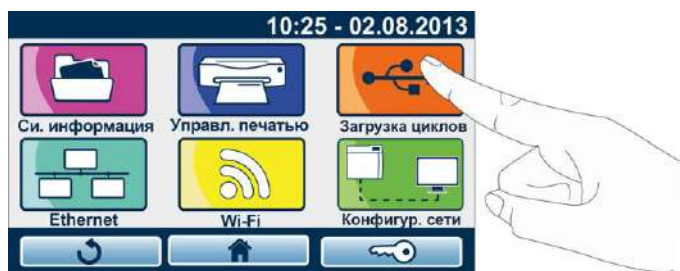 10:25 - 02.08.2013
Си. информация Управл. печатью Загрузка циклов
Ethernet Wi-Fi Конфигур. сети